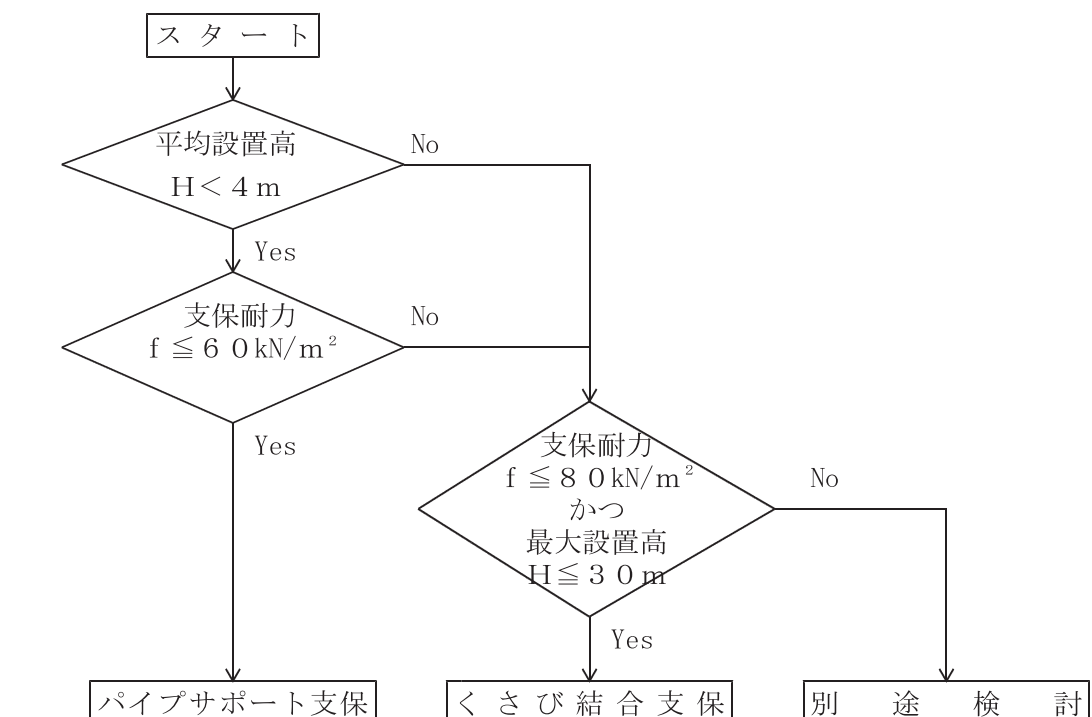 スタート
平均設置高
H＜４m
No
Yes
支保耐力
f≦６０kN/m²
No
Yes
支保耐力
f≦８０kN/m²
かつ
最大設置高
H≦３０m
No
Yes
パイプサポート支保
くさび結合支保
別途検討